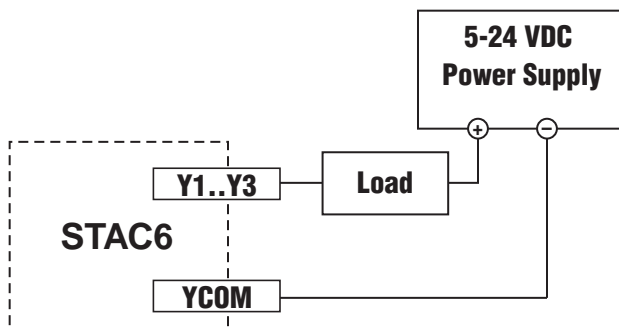 5-24 VDC
Power Supply
+
−
Y1..Y3
Load
STAC6
YCOM